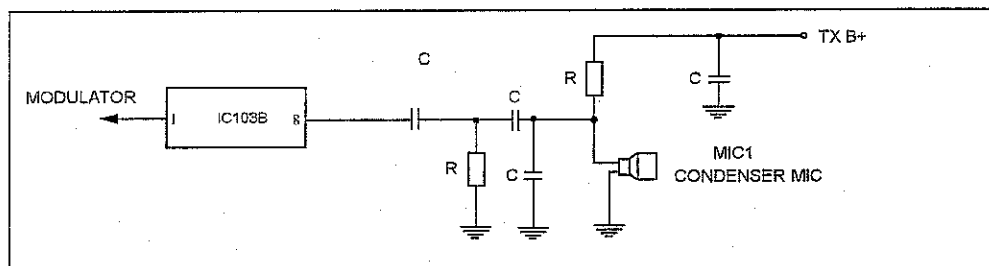 TX B+
C
R
C
C
MODULATOR
1
IC103B
8
R
C
MIC1
CONDENSER MIC